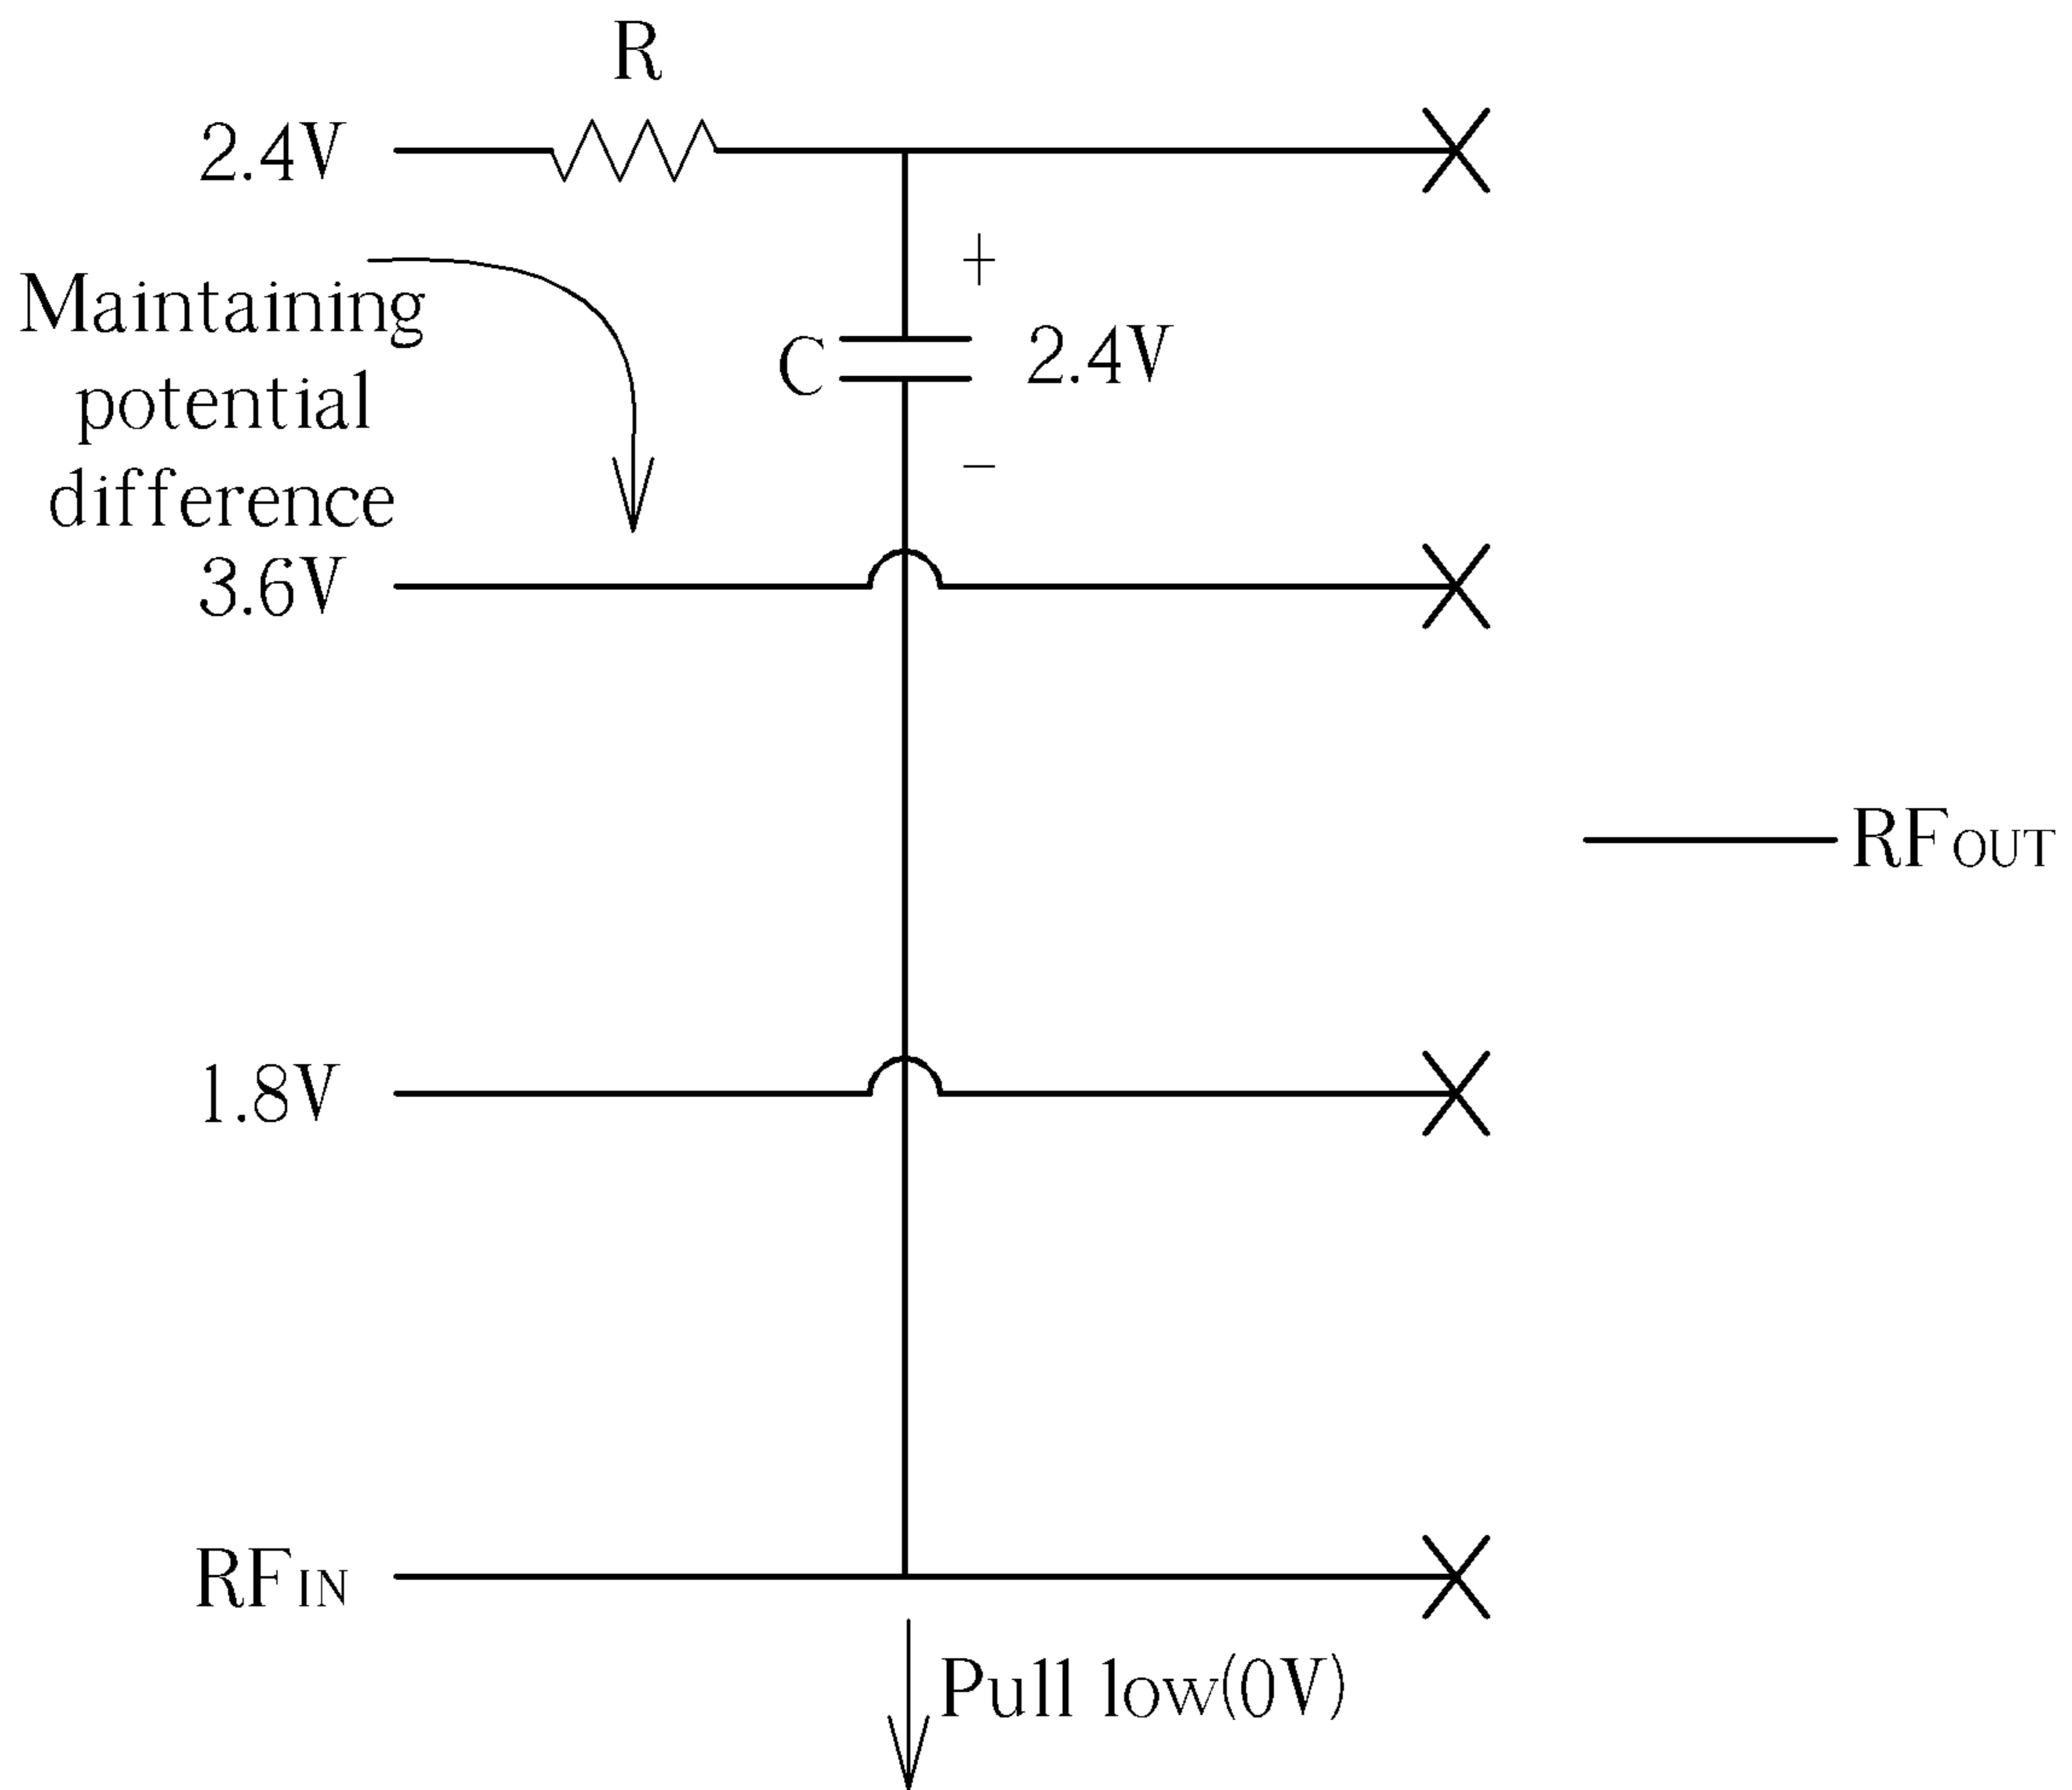 R
2.4V
Maintaining
potential
difference
+
C
2.4V
−
3.6V
RFOUT
1.8V
RFIN
Pull low(0V)